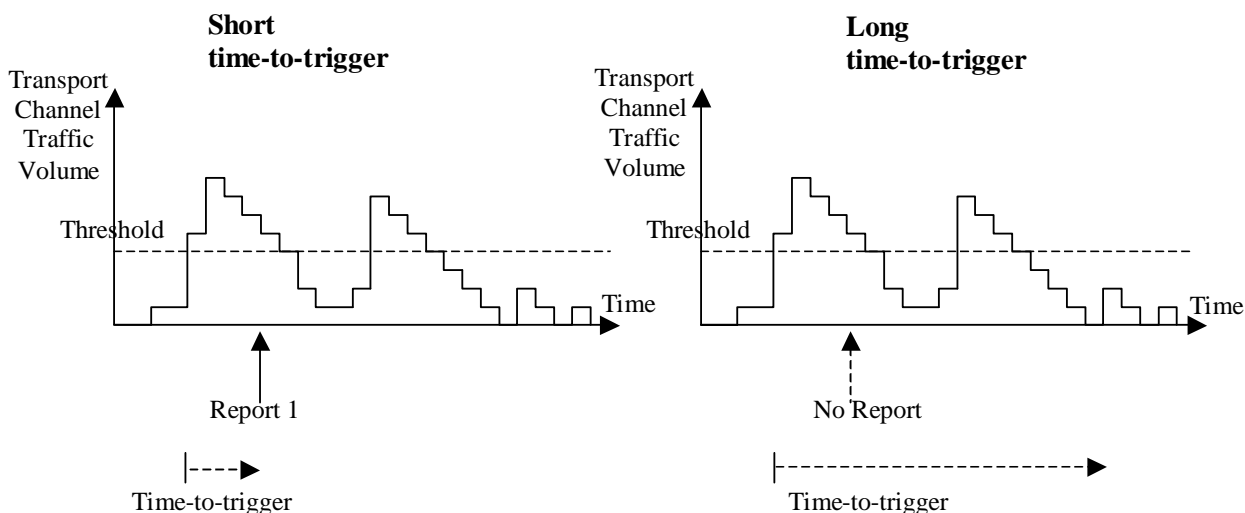 Short
time-to-trigger
Transport
Channel
Traffic
Volume
Threshold
Time
Report 1
Time-to-trigger
Long
time-to-trigger
Transport
Channel
Traffic
Volume
Threshold
Time
No Report
Time-to-trigger